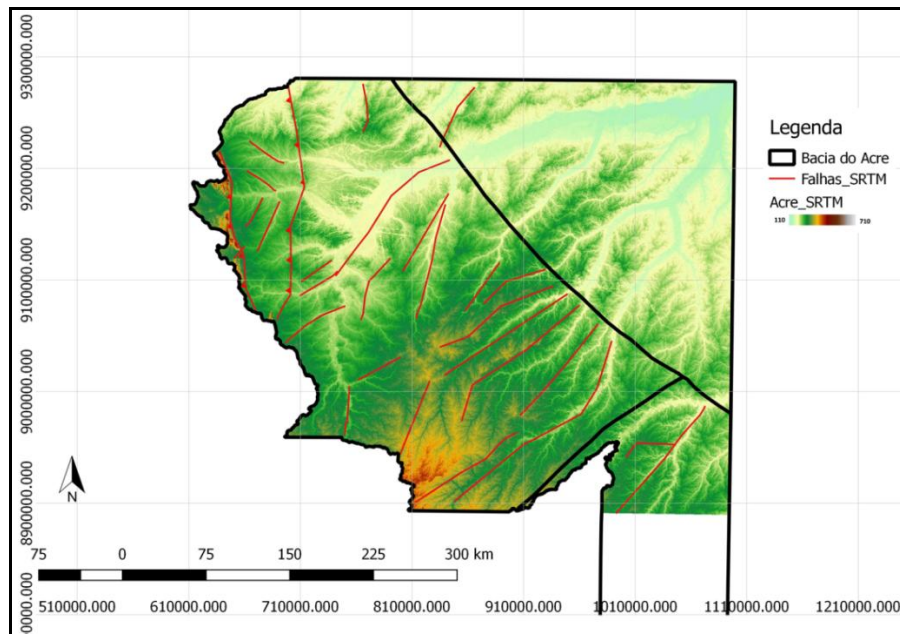 9300000.000
9200000.000
9100000.000
9000000.000
8900000.000
00000.000
Legenda
Bacia do Acre
Falhas_SRTM
Acre_SRTM
110 710
N
75 0 75 150 225 300 km
510000.000 610000.000 710000.000 810000.000 910000.000 1010000.000 1110000.000 1210000.000